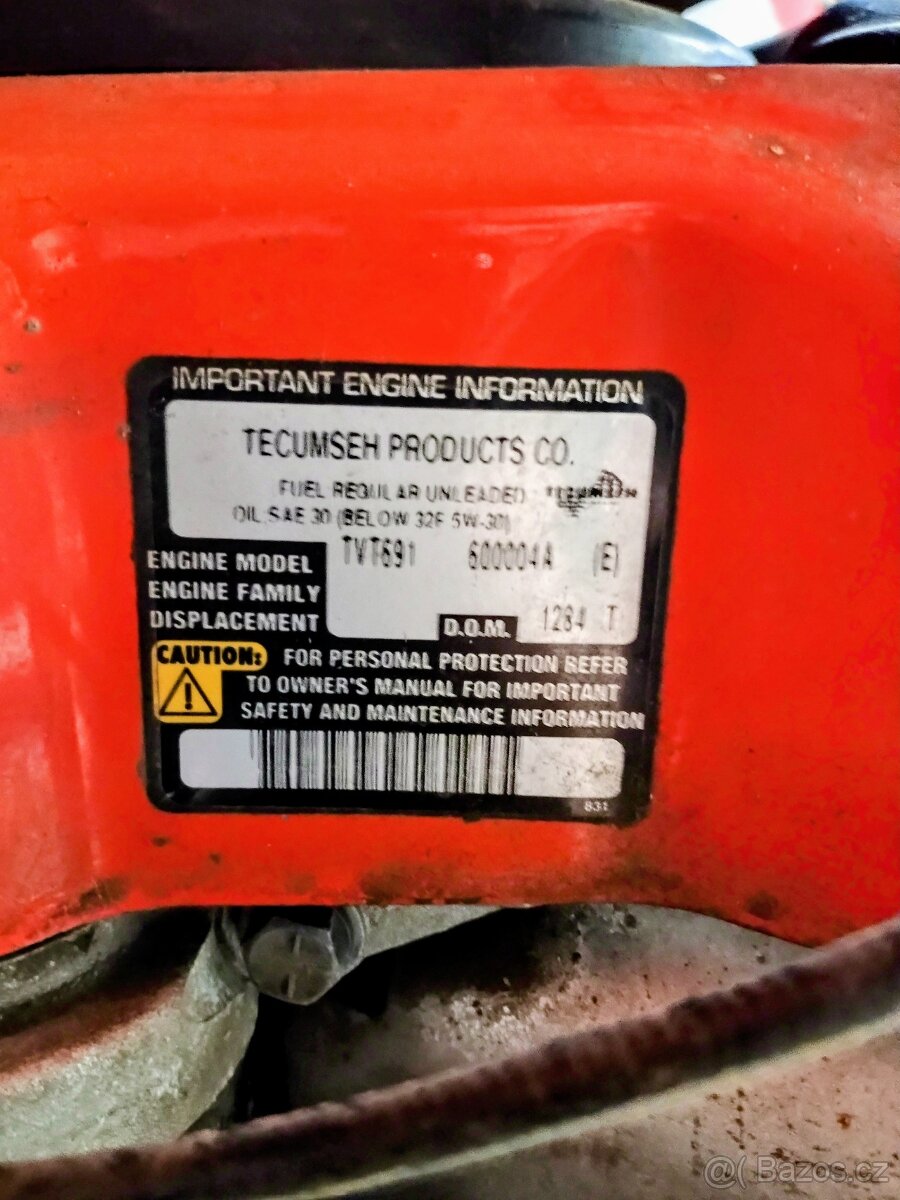 IMPORTANT ENGINE INFORMATION
TECUMSEH PRODUCTS CO.
FUEL REGULAR UNLEADED TECUMSEH
OIL:SAE 30 (BELOW 32F 5W-30)
ENGINE MODEL TVT691 600004A (E)
ENGINE FAMILY
DISPLACEMENT D.O.M. 1284 T
CAUTION: FOR PERSONAL PROTECTION REFER
TO OWNER'S MANUAL FOR IMPORTANT
SAFETY AND MAINTENANCE INFORMATION
831
@( Bazos.cz